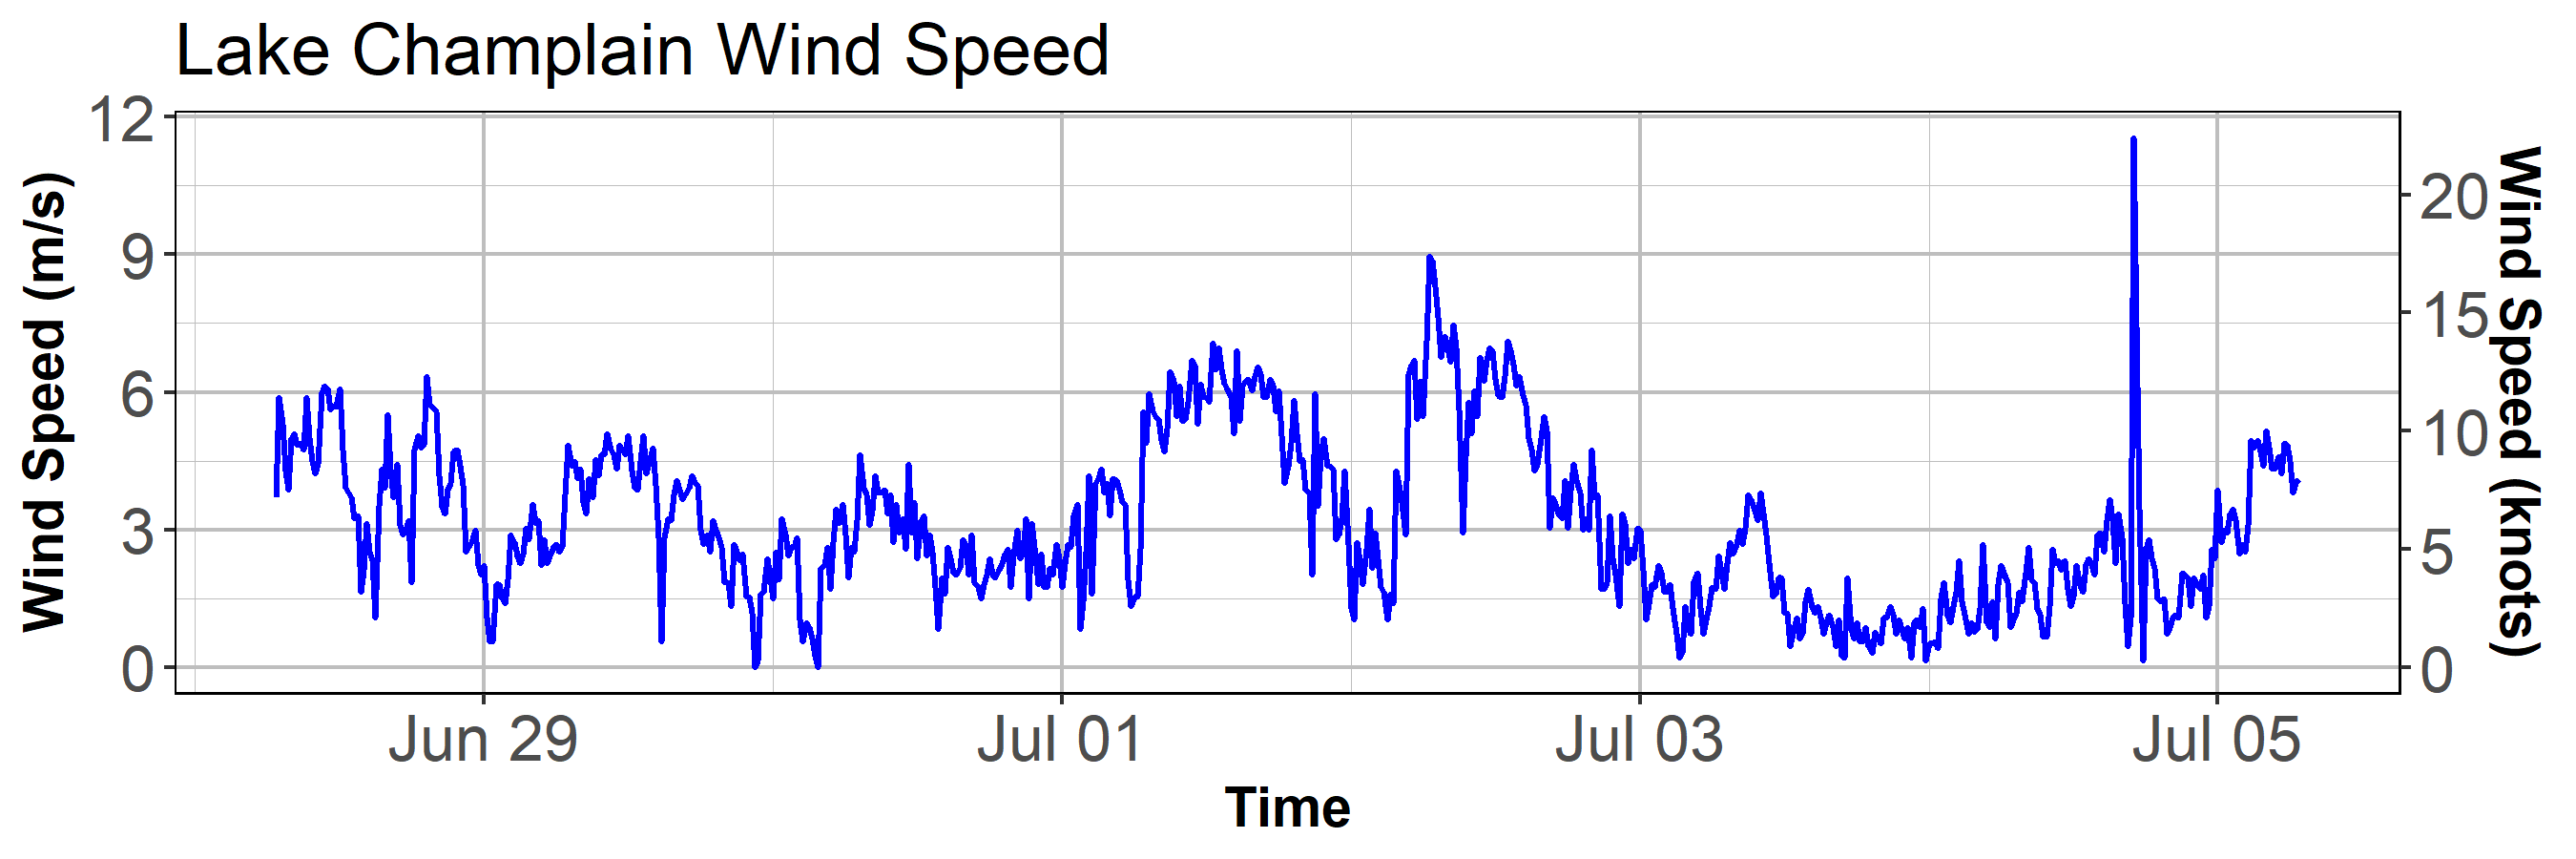 Lake Champlain Wind Speed
Wind Speed (m/s)
12
9
6
3
0
20
15
10
5
0
Wind Speed (knots)
Jun 29
Jul 01
Jul 03
Jul 05
Time